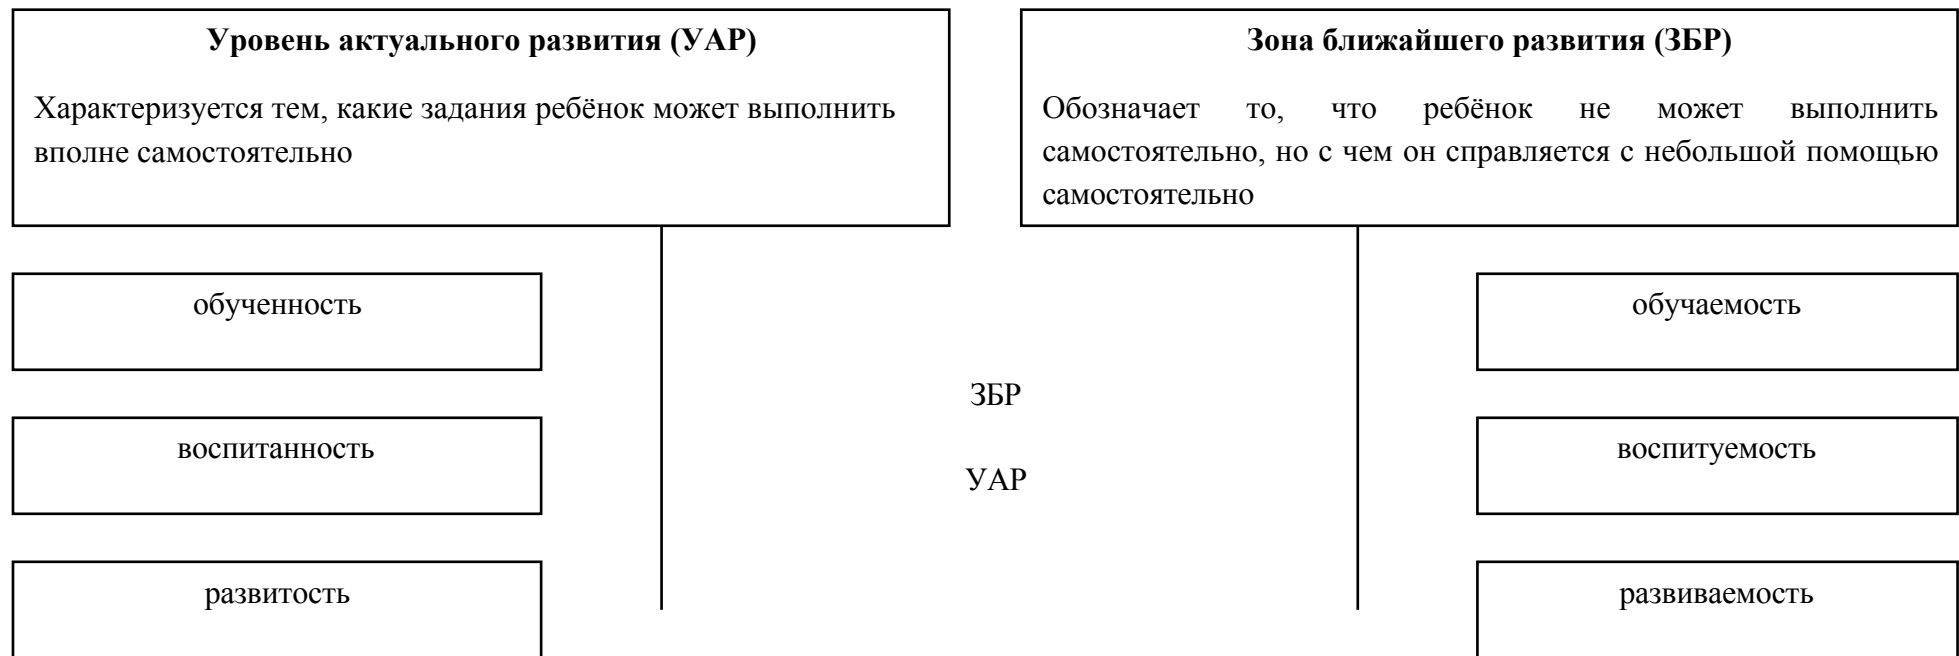 Уровень актуального развития (УАР)
Характеризуется тем, какие задания ребёнок может выполнить
вполне самостоятельно
Зона ближайшего развития (ЗБР)
Обозначает то, что ребёнок не может выполнить
самостоятельно, но с чем он справляется с небольшой помощью
самостоятельно
обученность
воспитанность
развитость
ЗБР
УАР
обучаемость
воспитуемость
развиваемость